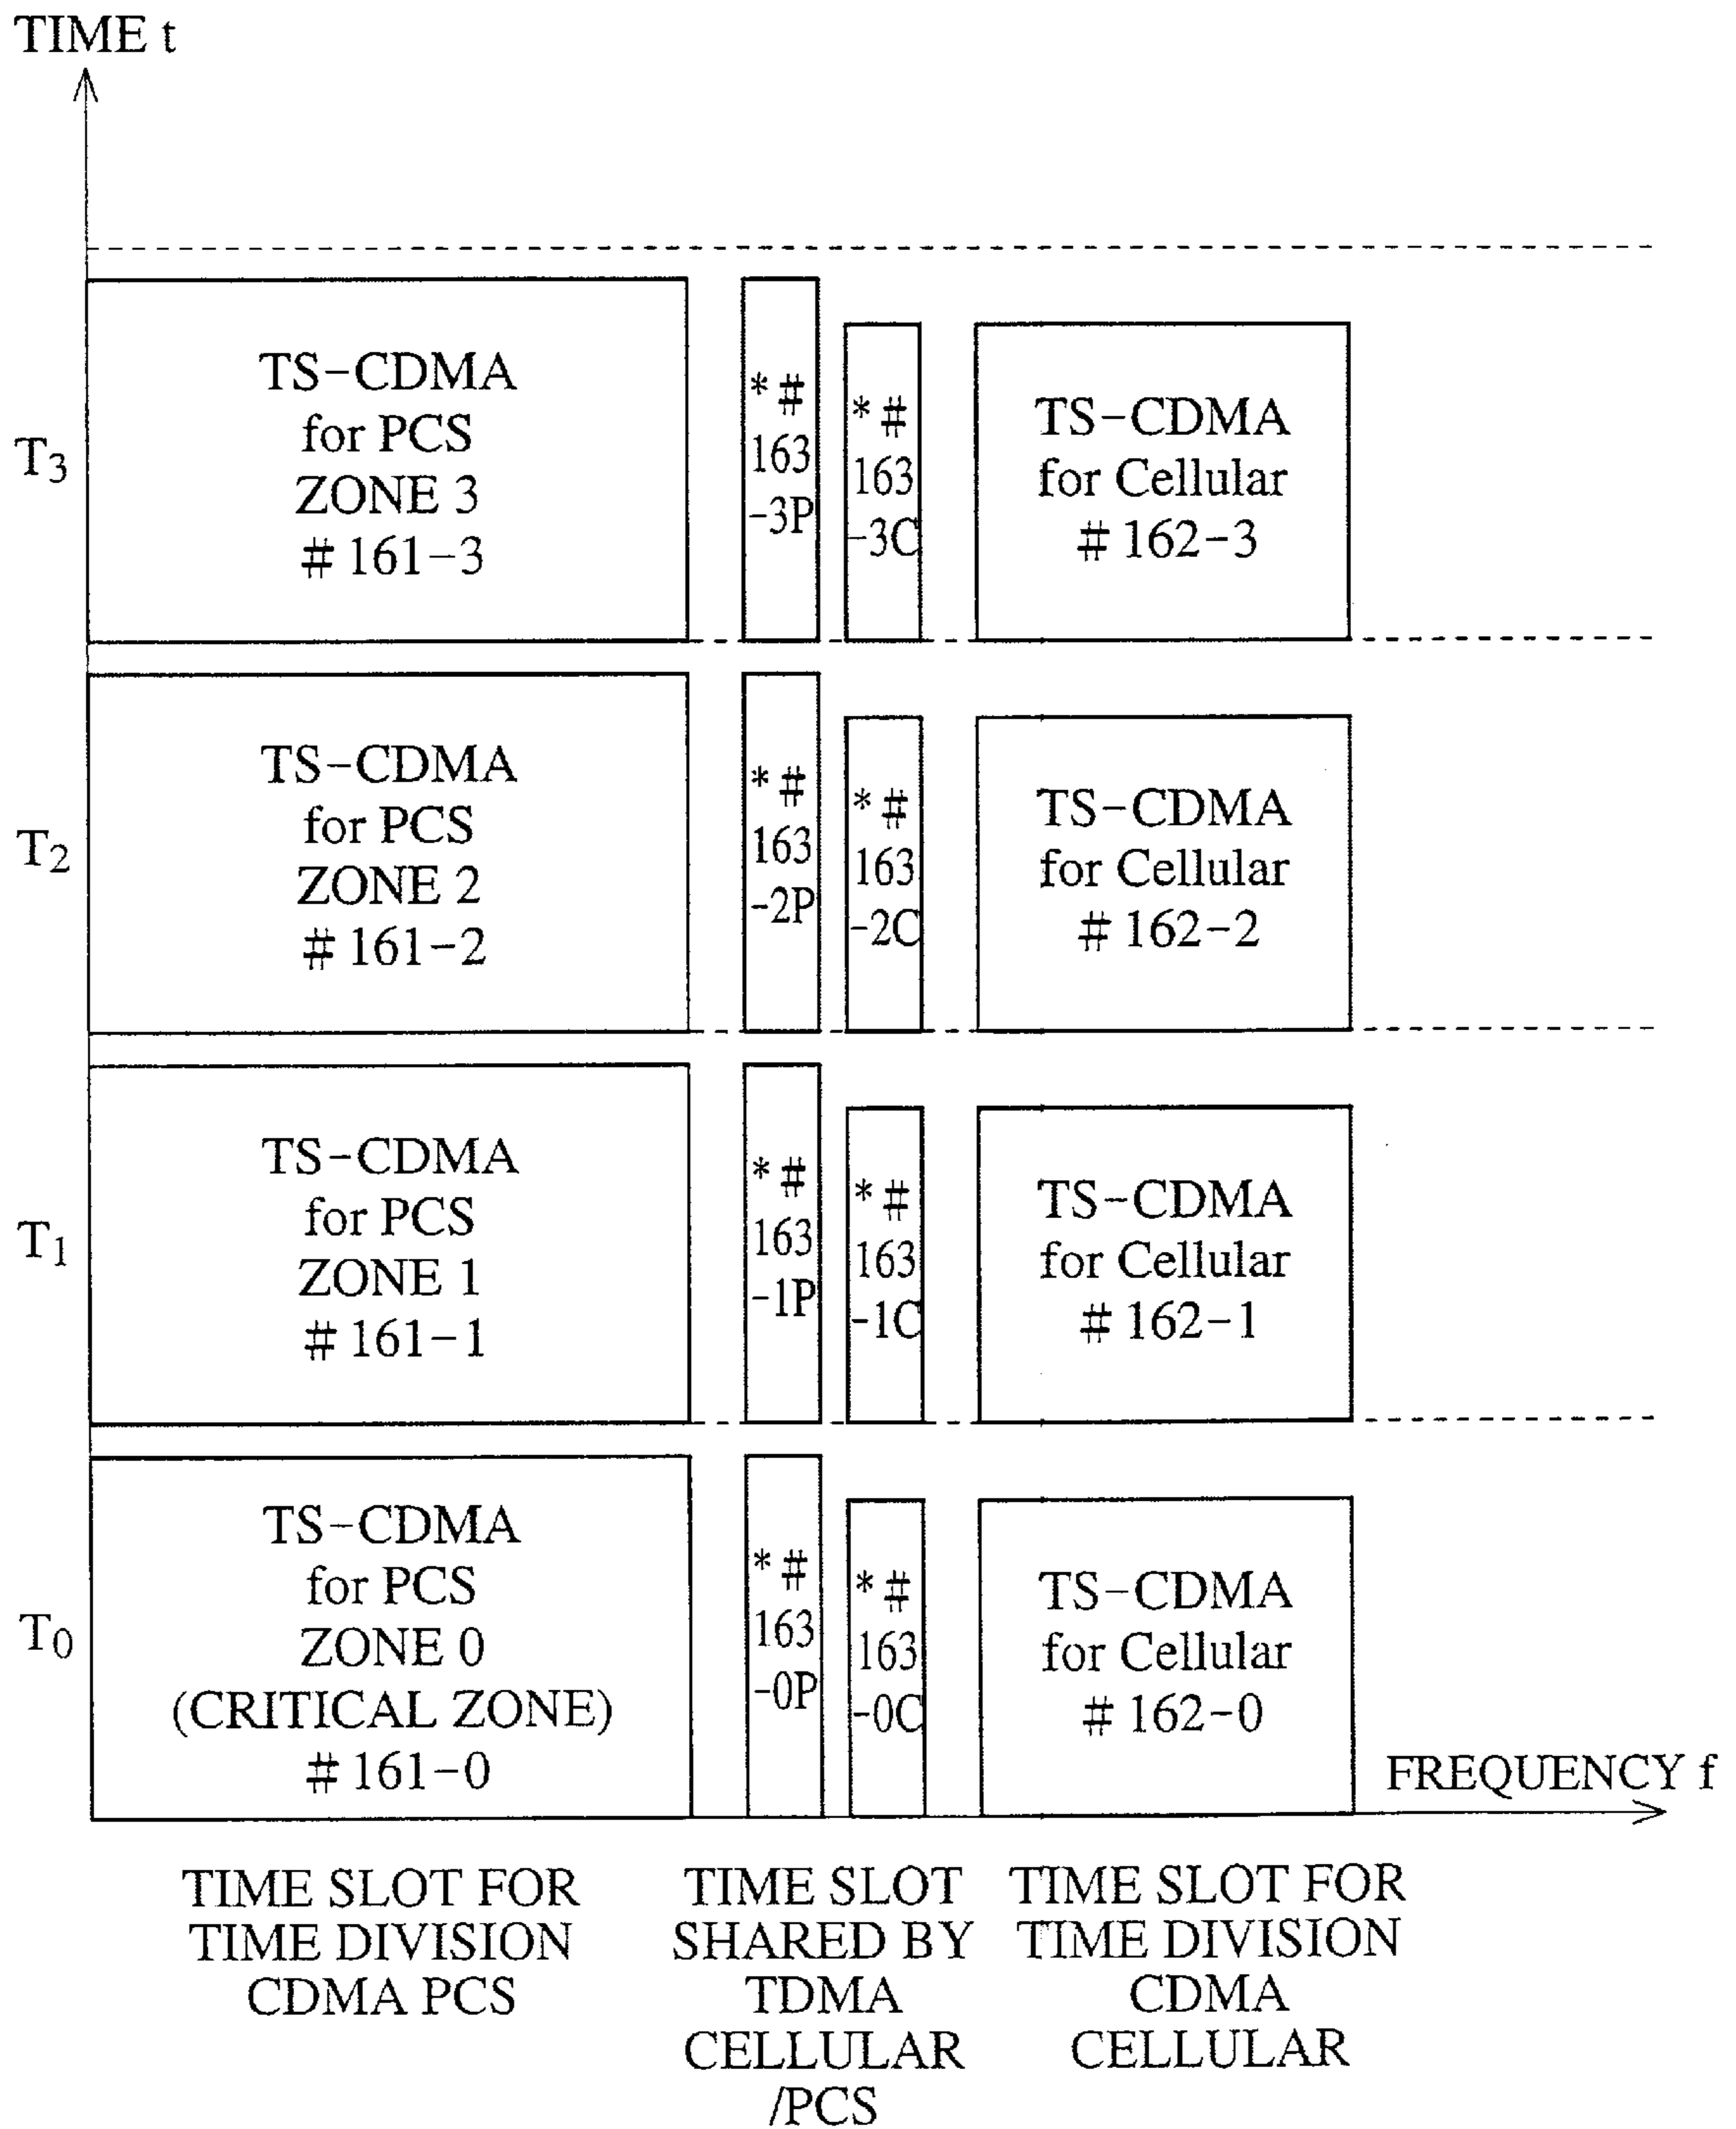 TIME t
T3
TS-CDMA
for PCS
ZONE 3
# 161-3
* #
163
-3P
* #
163
-3C
TS-CDMA
for Cellular
# 162-3
T2
TS-CDMA
for PCS
ZONE 2
# 161-2
* #
163
-2P
* #
163
-2C
TS-CDMA
for Cellular
# 162-2
T1
TS-CDMA
for PCS
ZONE 1
# 161-1
* #
163
-1P
* #
163
-1C
TS-CDMA
for Cellular
# 162-1
T0
TS-CDMA
for PCS
ZONE 0
(CRITICAL ZONE)
# 161-0
* #
163
-0P
* #
163
-0C
TS-CDMA
for Cellular
# 162-0
FREQUENCY f
TIME SLOT FOR
TIME DIVISION
CDMA PCS
TIME SLOT
SHARED BY
TDMA
CELLULAR
/PCS
TIME SLOT FOR
TIME DIVISION
CDMA
CELLULAR